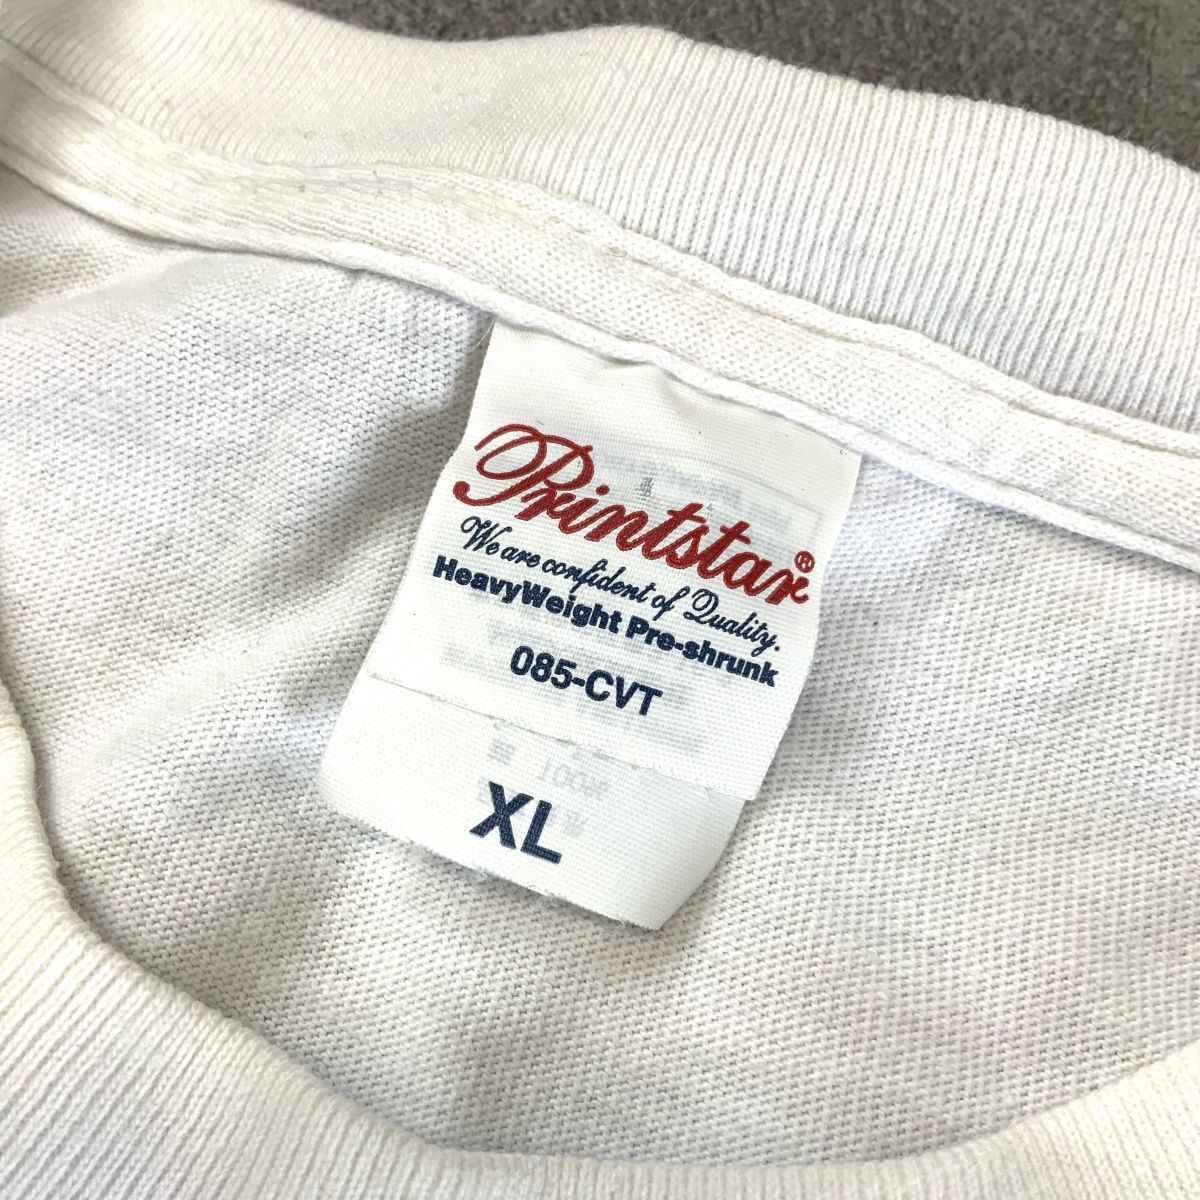 Printstar®
We are confident of Quality.
HeavyWeight Pre-shrunk
085-CVT
XL